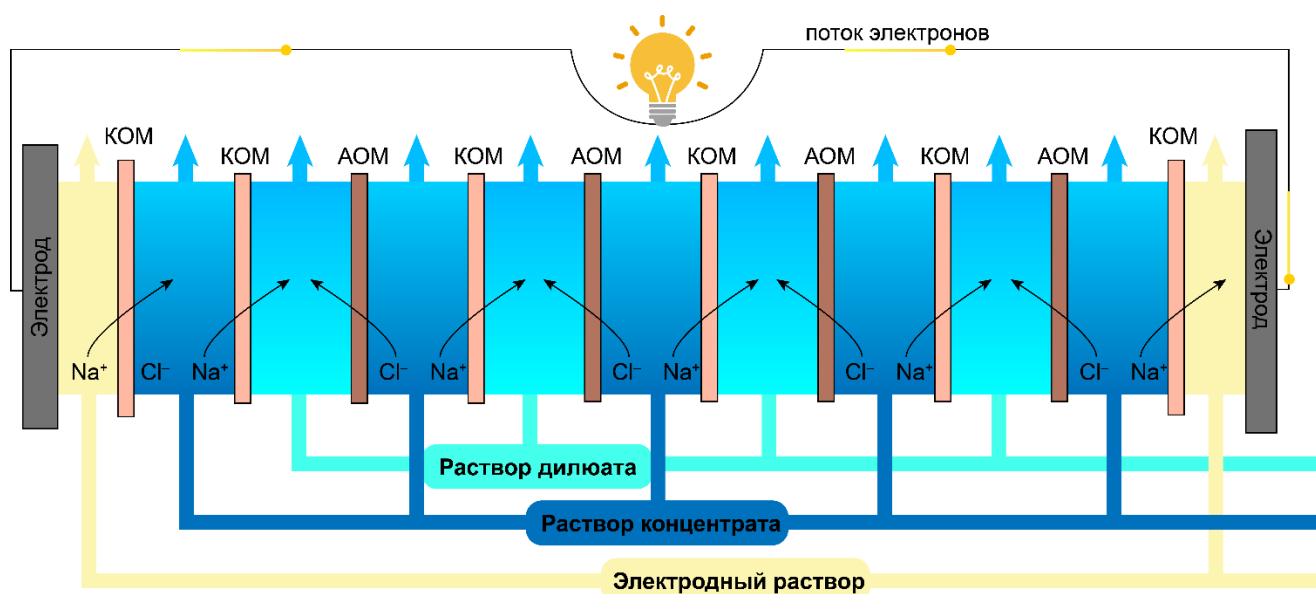 поток электронов
КОМ
КОМ
АОМ
КОМ
АОМ
КОМ
АОМ
КОМ
АОМ
КОМ
Электрод
Электрод
Na⁺
Cl⁻
Na⁺
Cl⁻
Na⁺
Cl⁻
Na⁺
Cl⁻
Na⁺
Cl⁻
Na⁺
Раствор дилюата
Раствор концентрата
Электродный раствор